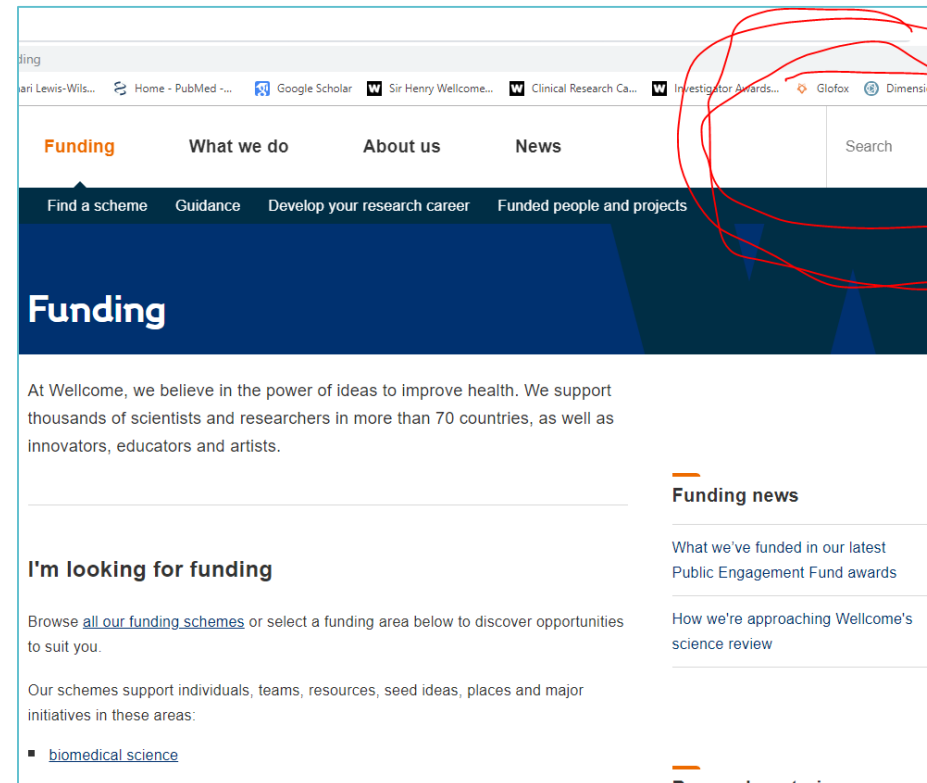 ding
ari Lewis-Wils... Home - PubMed -... Google Scholar Sir Henry Wellcome... Clinical Research Ca... Investigator Awards... Glofox Dimensi
Funding What we do About us News Search
Find a scheme Guidance Develop your research career Funded people and projects
Funding
At Wellcome, we believe in the power of ideas to improve health. We support
thousands of scientists and researchers in more than 70 countries, as well as
innovators, educators and artists.
I'm looking for funding
Browse all our funding schemes or select a funding area below to discover opportunities
to suit you.
Our schemes support individuals, teams, resources, seed ideas, places and major
initiatives in these areas:
■ biomedical science
Funding news
What we've funded in our latest
Public Engagement Fund awards
How we're approaching Wellcome's
science review